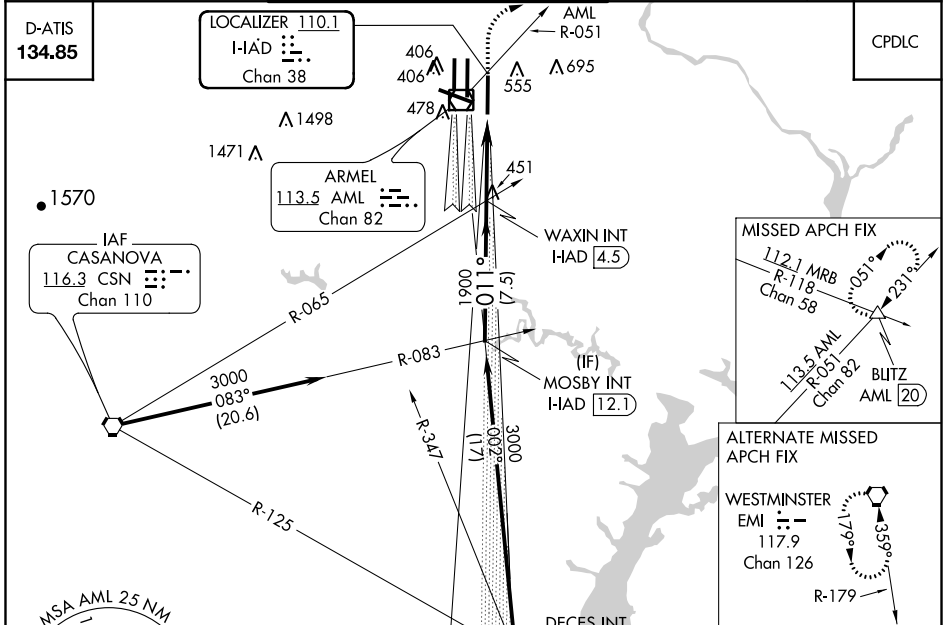 D-ATIS
134.85
LOCALIZER 110.1
I-IAD
Chan 38
AML
R-051
CPDLC
406
406
478
555
695
1498
1471
1570
ARMEL
113.5 AML
Chan 82
451
WAXIN INT
I-IAD 4.5
IAF
CASANOVA
116.3 CSN
Chan 110
R-065
1900
011°
(7.5)
R-083
3000
083°
(20.6)
(IF)
MOSBY INT
I-IAD 12.1
R-347
3000
002°
(17)
R-125
MISSED APCH FIX
112.1 MRB
R-118
Chan 58
051°
231°
113.5 AML
R-051
Chan 82
BLITZ
AML 20
ALTERNATE MISSED
APCH FIX
WESTMINSTER
EMI
117.9
Chan 126
179°
359°
R-179
MSA AML 25 NM
DECES INT